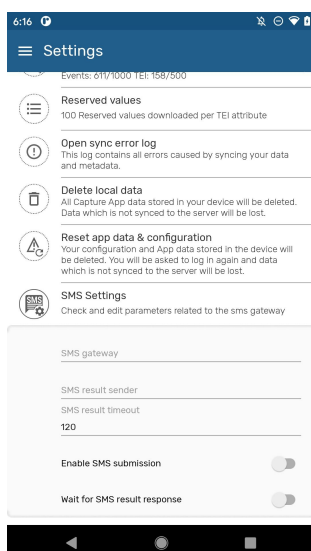 6:16
Settings
Events: 611/1000 TEI: 158/500
Reserved values
100 Reserved values downloaded per TEI attribute
Open sync error log
This log contains all errors caused by syncing your
data and metadata.
Delete local data
All Capture App data stored in your device will be deleted.
Data which is not synced to the server will be lost.
Reset app data & configuration
Your configuration and App data stored in the device will
be deleted. You will be asked to log in again and data
which is not synced to the server will be lost.
SMS
SMS Settings
Check and edit parameters related to the sms gateway
SMS gateway
SMS result sender
SMS result timeout
120
Enable SMS submission
Wait for SMS result response